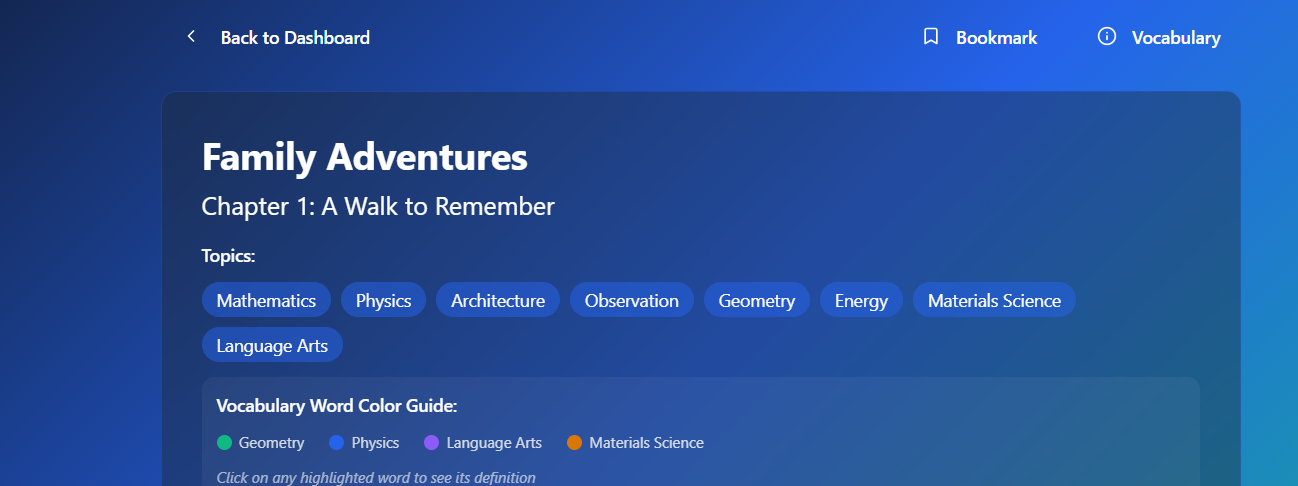 Back to Dashboard Bookmark Vocabulary
Family Adventures
Chapter 1: A Walk to Remember
Topics:
Mathematics Physics Architecture Observation Geometry Energy Materials Science
Language Arts
Vocabulary Word Color Guide:
Geometry Physics Language Arts Materials Science
Click on any highlighted word to see its definition